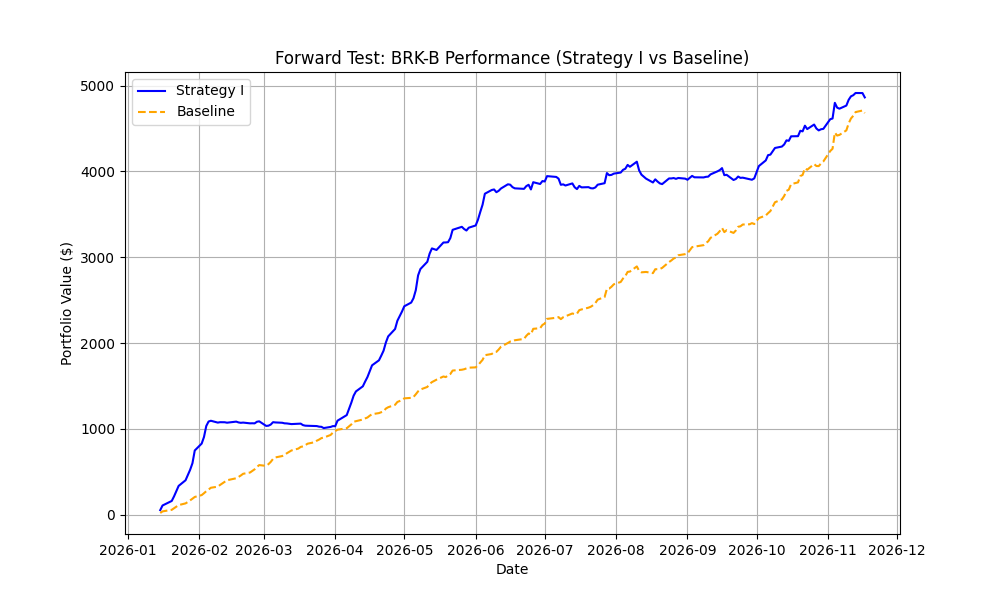 Forward Test: BRK-B Performance (Strategy I vs Baseline)
Strategy I
Baseline
Portfolio Value ($)
5000
4000
3000
2000
1000
0
2026-01 2026-02 2026-03 2026-04 2026-05 2026-06 2026-07 2026-08 2026-09 2026-10 2026-11 2026-12
Date